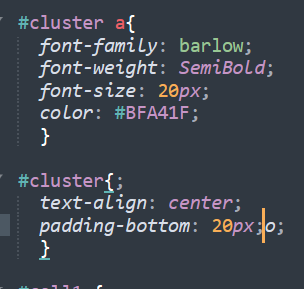 #cluster a{
font-family: barlow;
font-weight: SemiBold;
font-size: 20px;
color: #BFA41F;
}
#cluster{;
text-align: center;
padding-bottom: 20px;o;
}